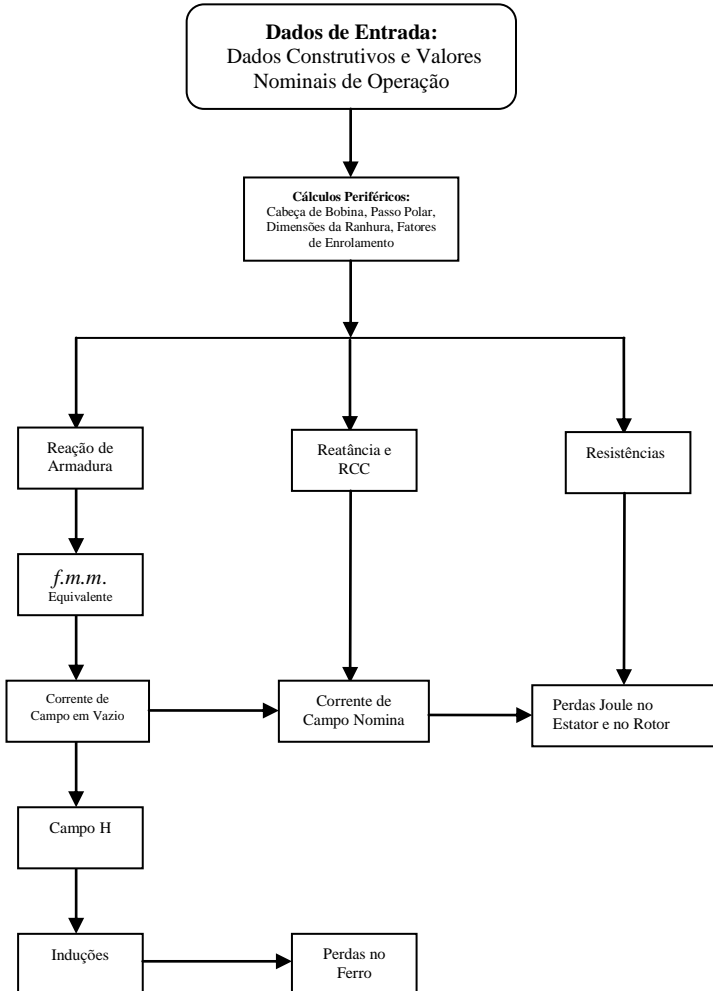 Dados de Entrada:
Dados Construtivos e Valores
Nominais de Operação
Cálculos Periféricos:
Cabeça de Bobina, Passo Polar,
Dimensões da Ranhura, Fatores
de Enrolamento
Reação de
Armadura
Reatância e
RCC
Resistências
f.m.m.
Equivalente
Corrente de
Campo em Vazio
Corrente de
Campo Nomina
Perdas Joule no
Estator e no Rotor
Campo H
Induções
Perdas no
Ferro